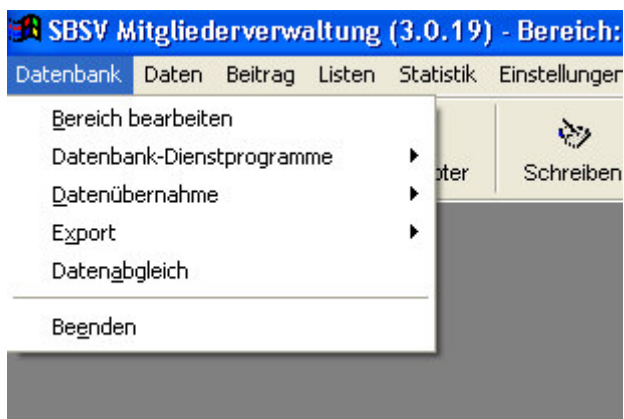 SBSV Mitgliederverwaltung (3.0.19) - Bereich:
Datenbank Daten Beitrag Listen Statistik Einstellungen
Bereich bearbeiten
Datenbank-Dienstprogramme
Datenübernahme
Export
Datenabgleich
Beenden
Schreiben